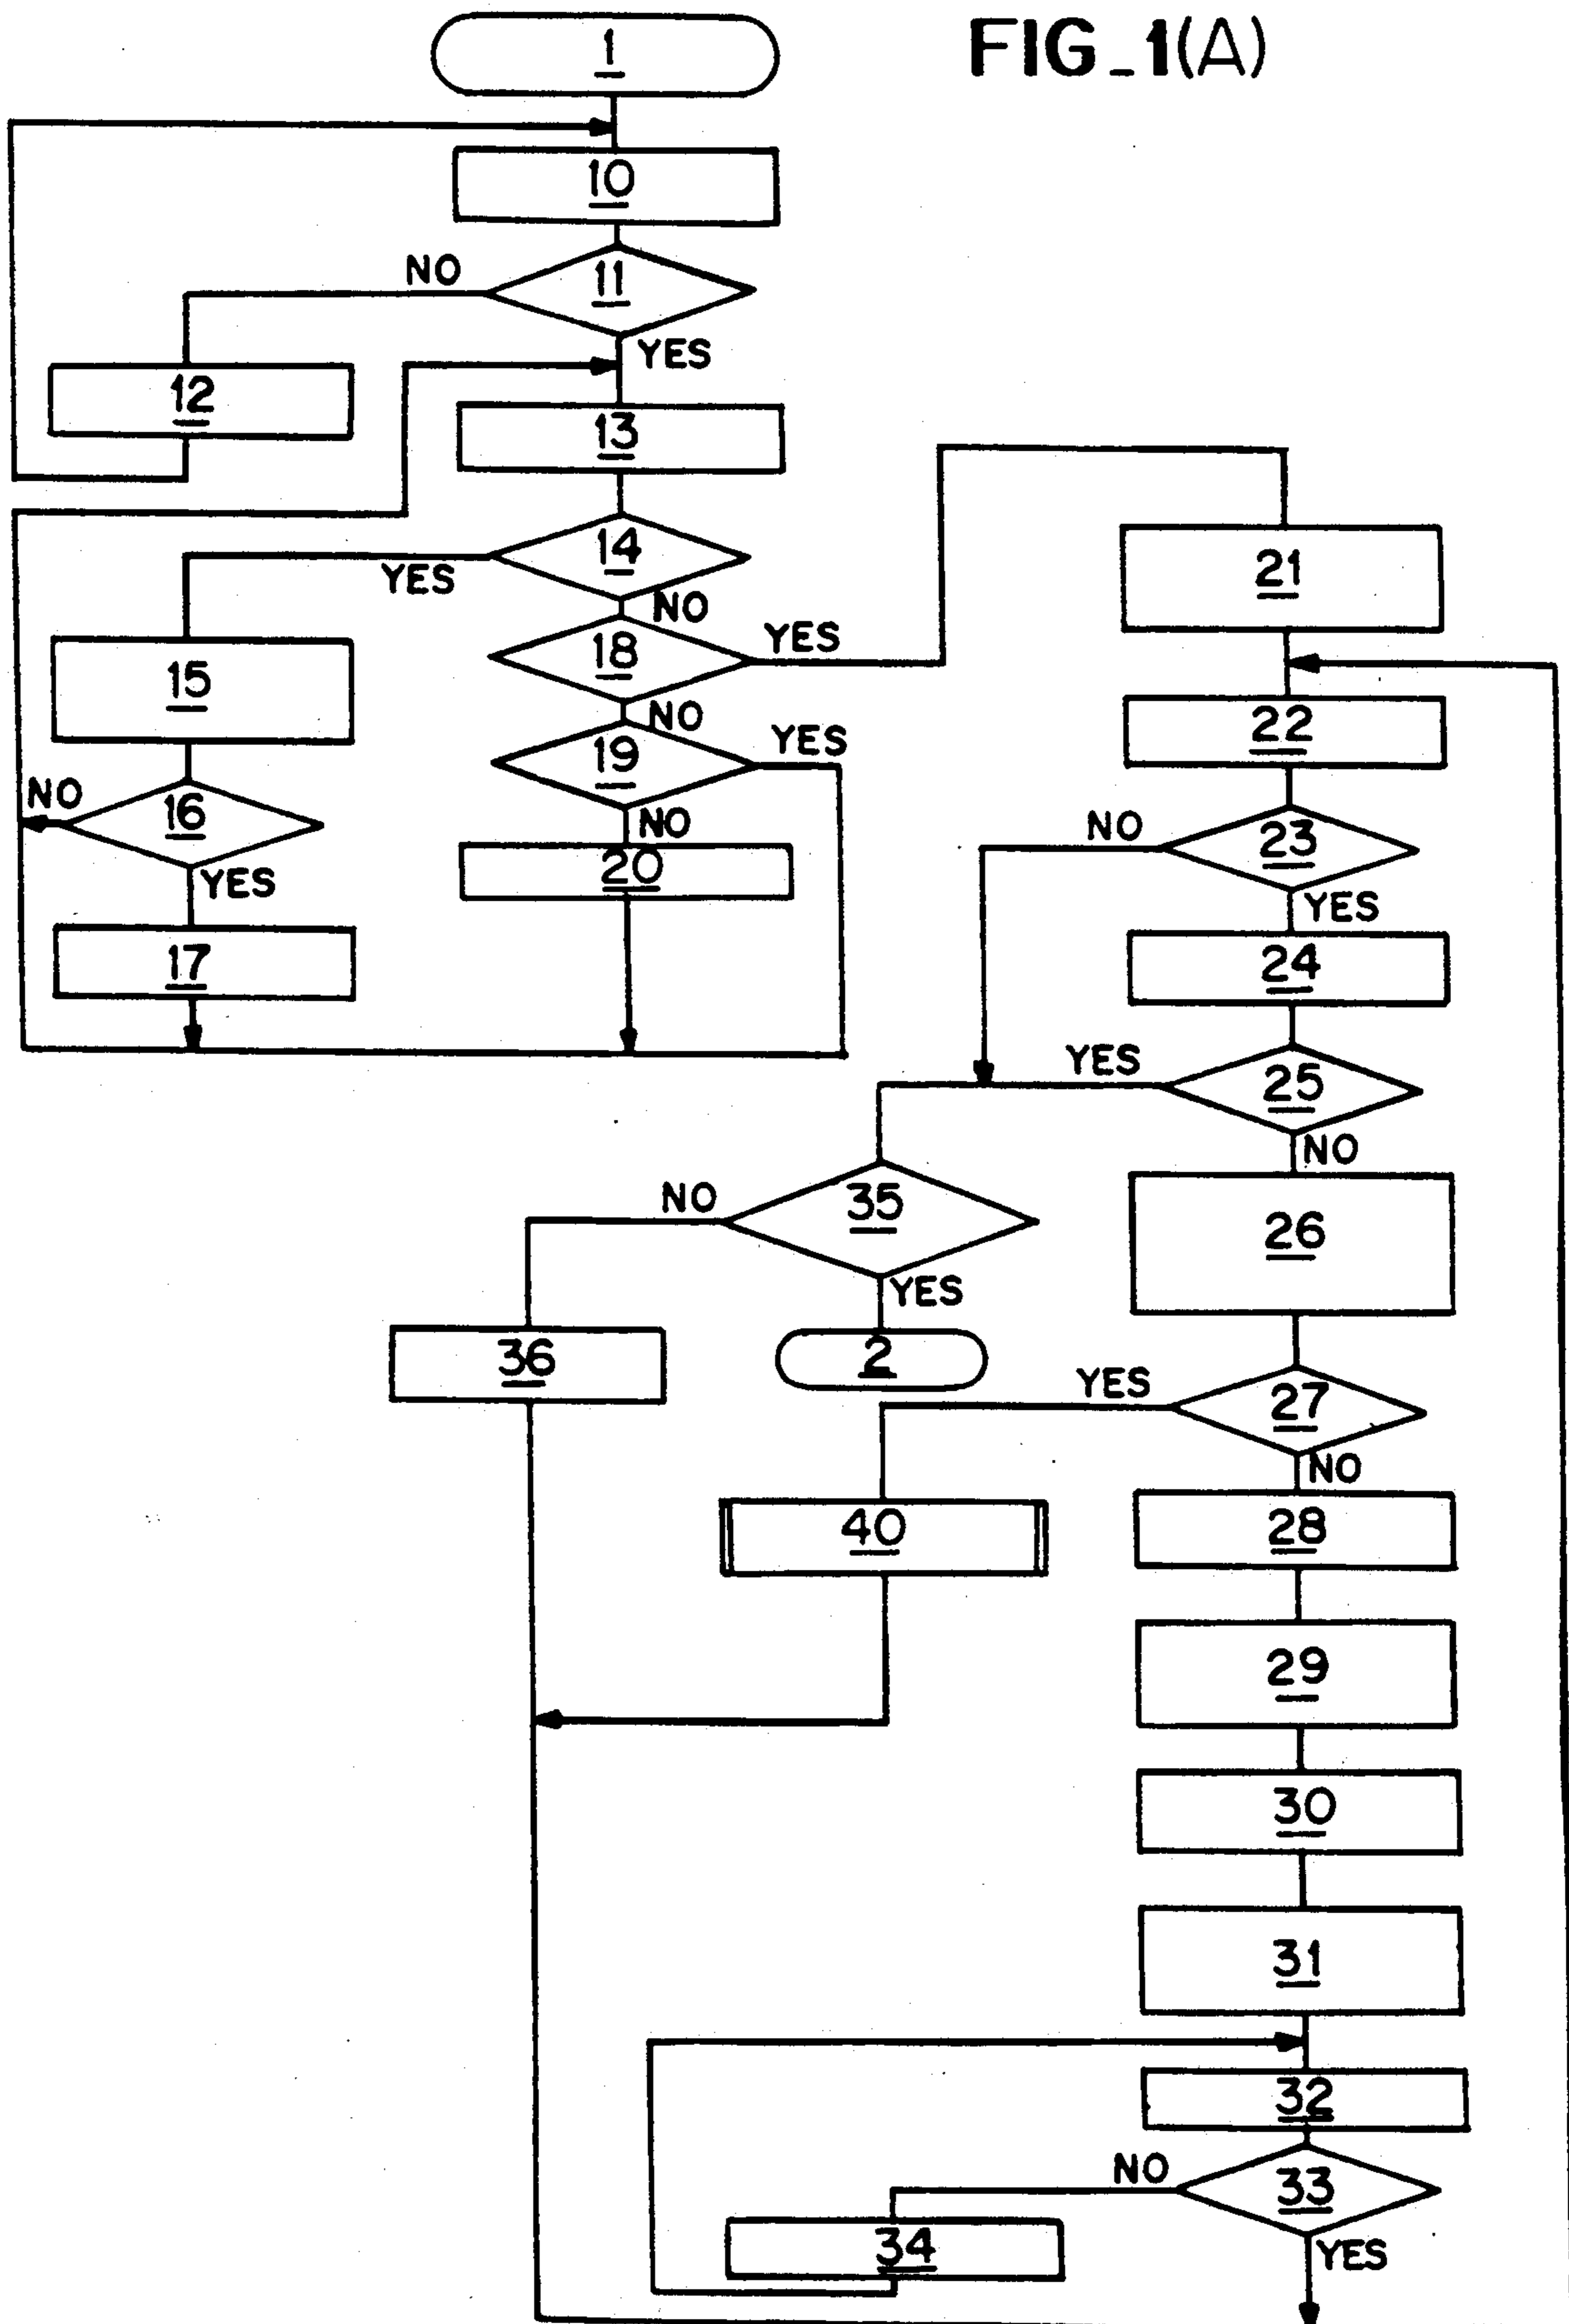 FIG_1(A)
1
10
NO
11
YES
12
13
14
YES
NO
21
15
18
YES
NO
22
19
YES
NO
16
YES
NO
20
NO
23
YES
17
24
YES
25
NO
NO
35
YES
26
36
2
YES
27
NO
40
28
29
30
31
32
NO
33
34
YES